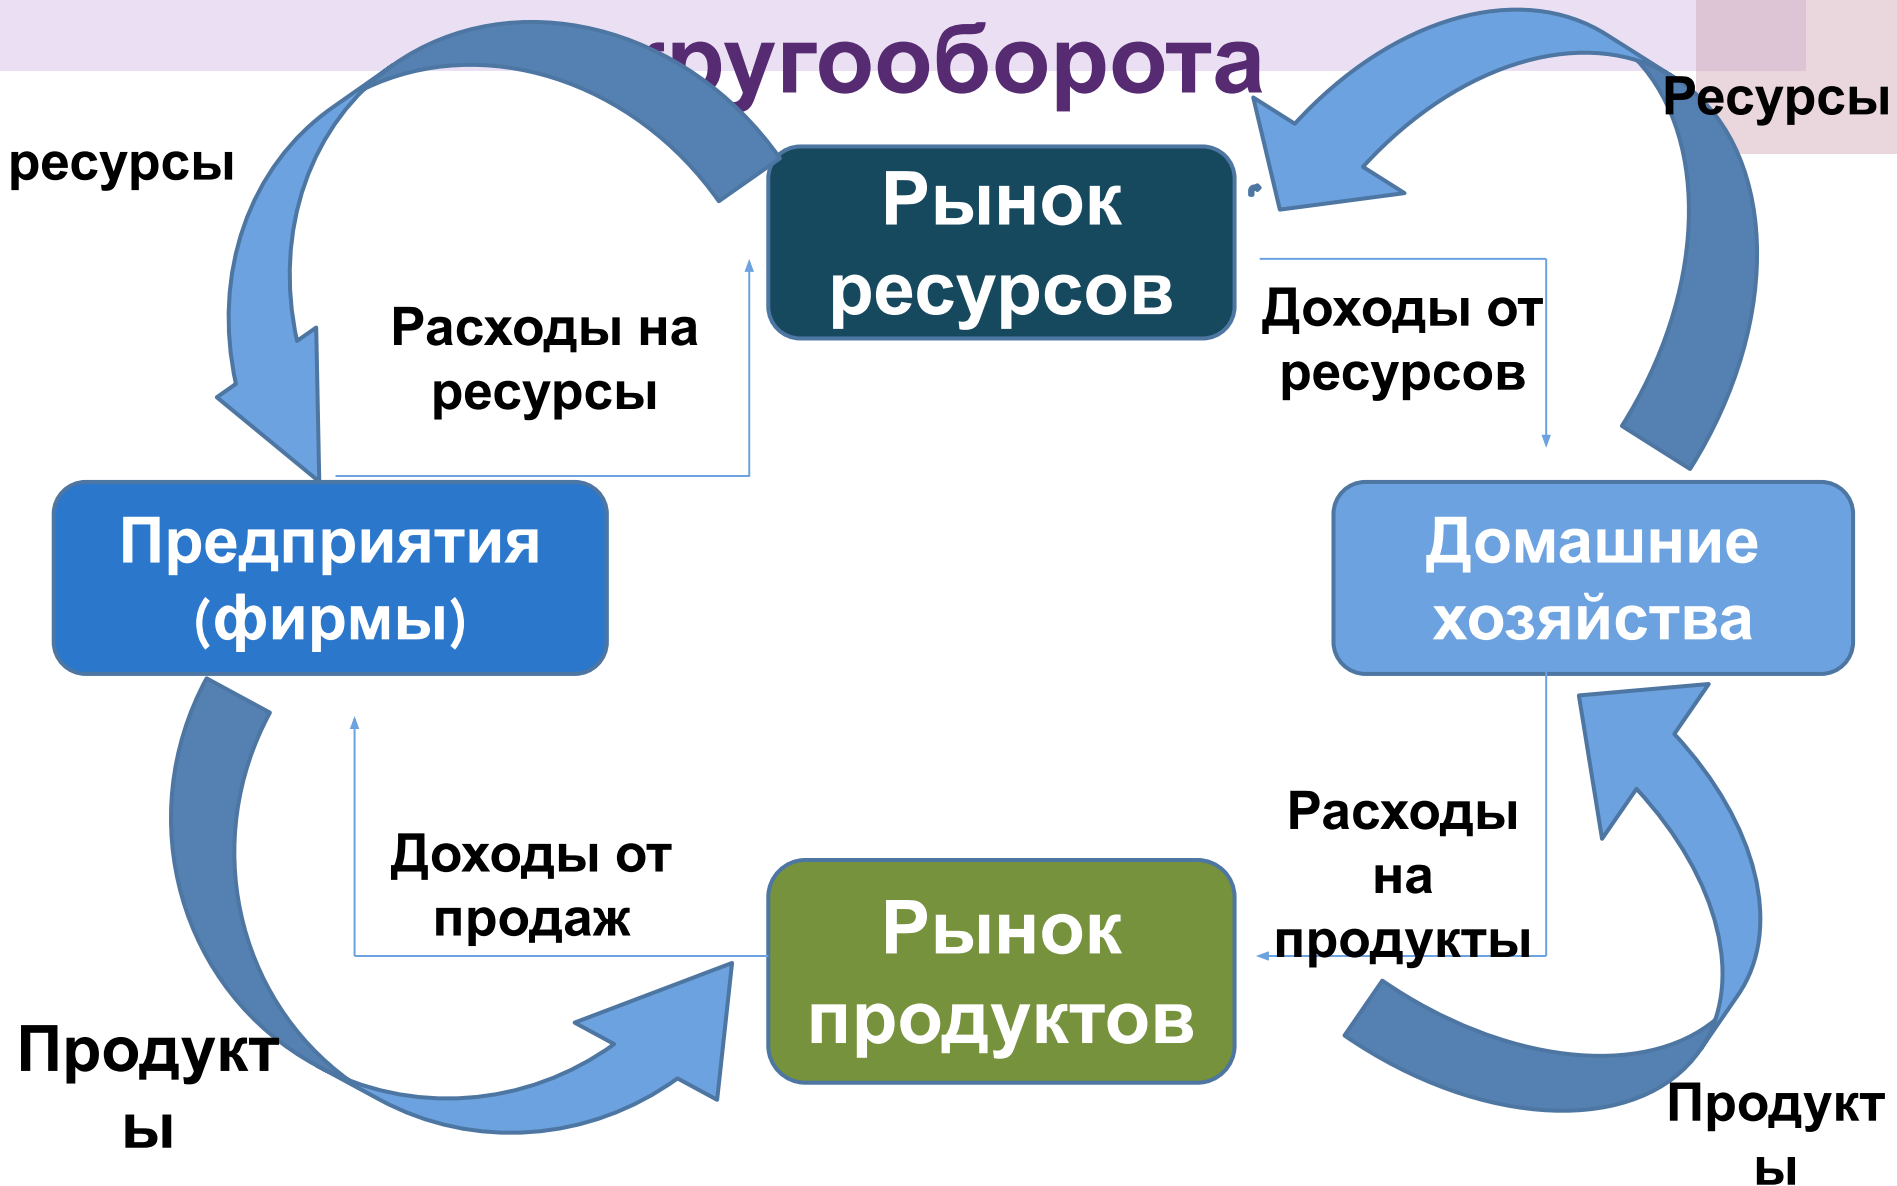 ресурсы
Ресурсы
Рынок
ресурсов
Расходы на
ресурсы
Доходы от
ресурсов
Предприятия
(фирмы)
Домашние
хозяйства
Доходы от
продаж
Расходы
на
продукты
Рынок
продуктов
Продукт
ы
Продукт
ы